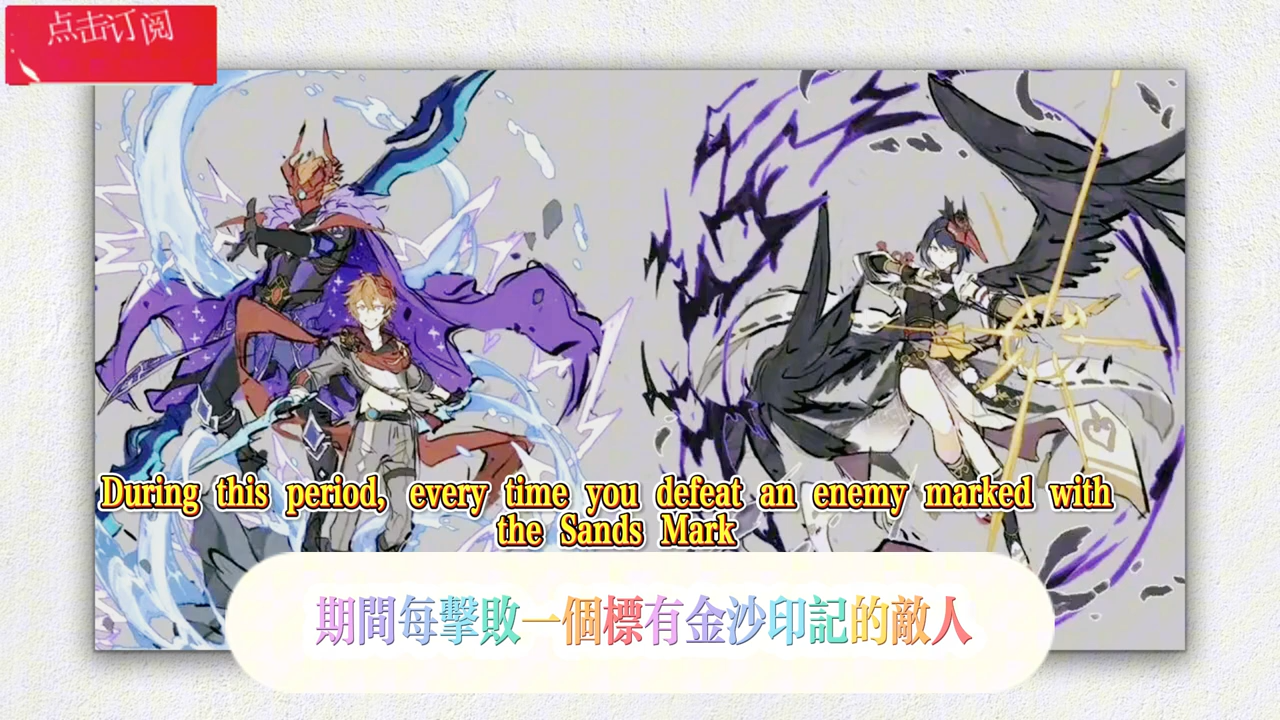 点击订阅
During this period, every time you defeat an enemy marked with
the Sands Mark
期間每擊敗一個標有金沙印記的敵人